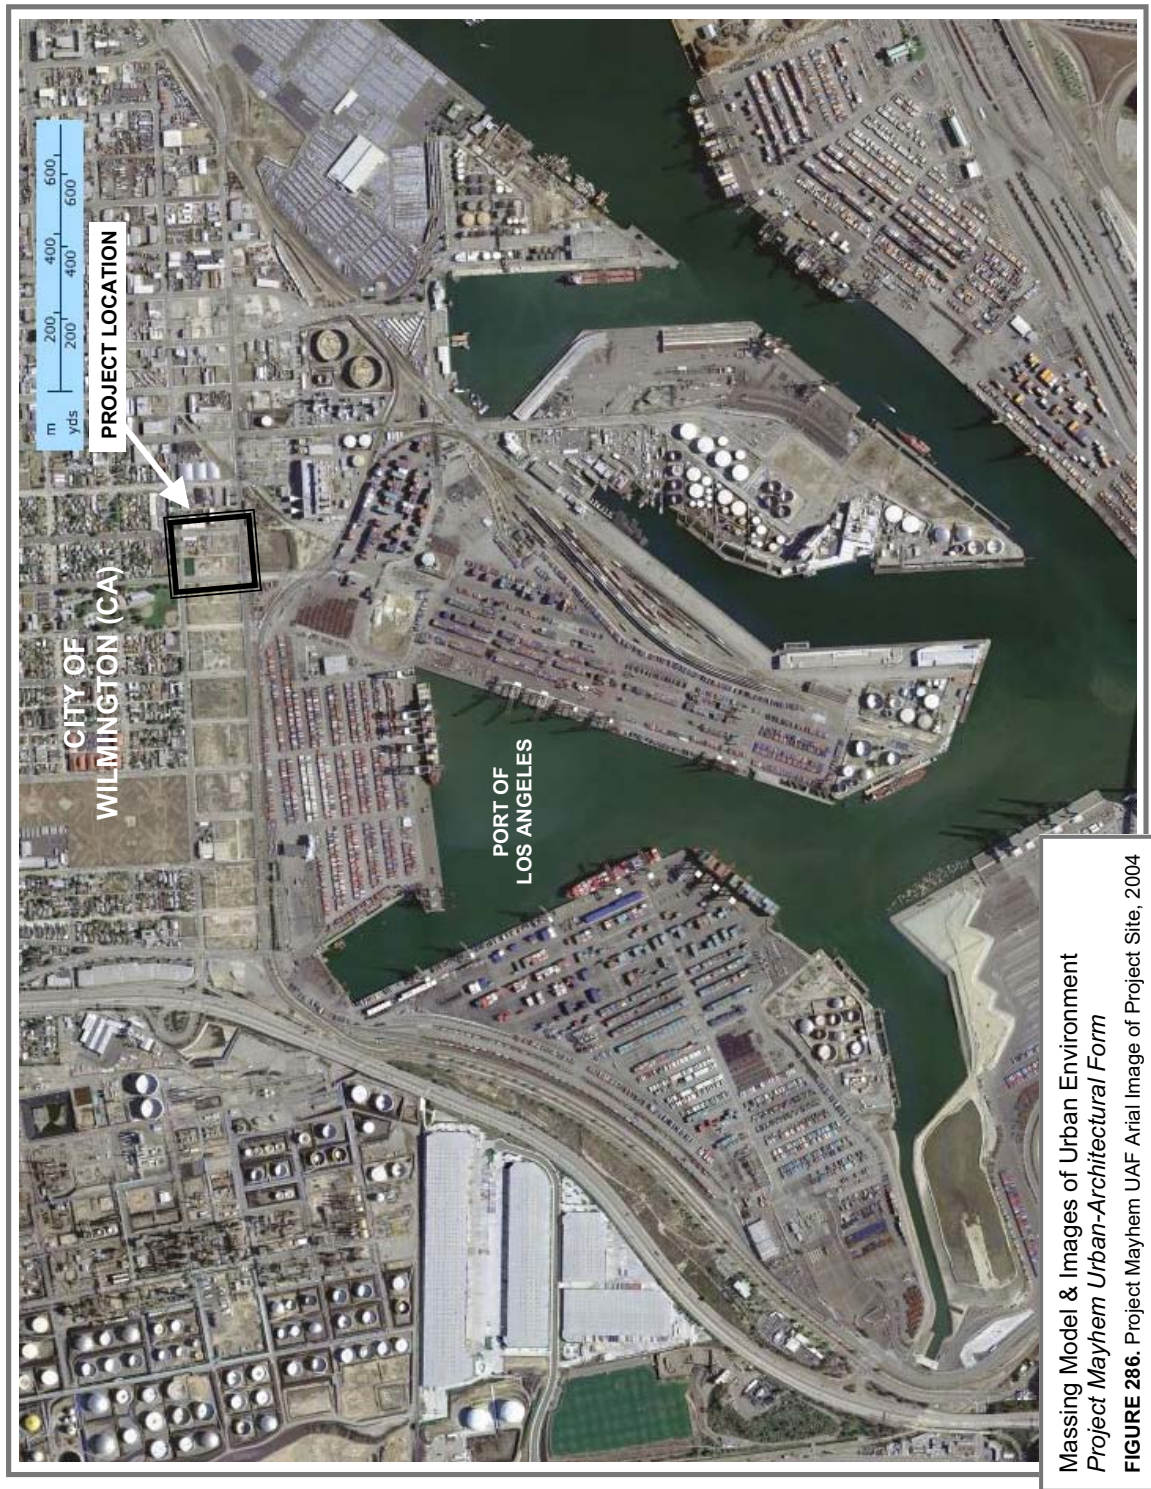 m 200 400 600
yds 200 400 600
PROJECT LOCATION
CITY OF
WILMINGTON (CA)
PORT OF
LOS ANGELES
Massing Model & Images of Urban Environment
Project Mayhem Urban-Architectural Form
FIGURE 286. Project Mayhem UAF Arial Image of Project Site, 2004